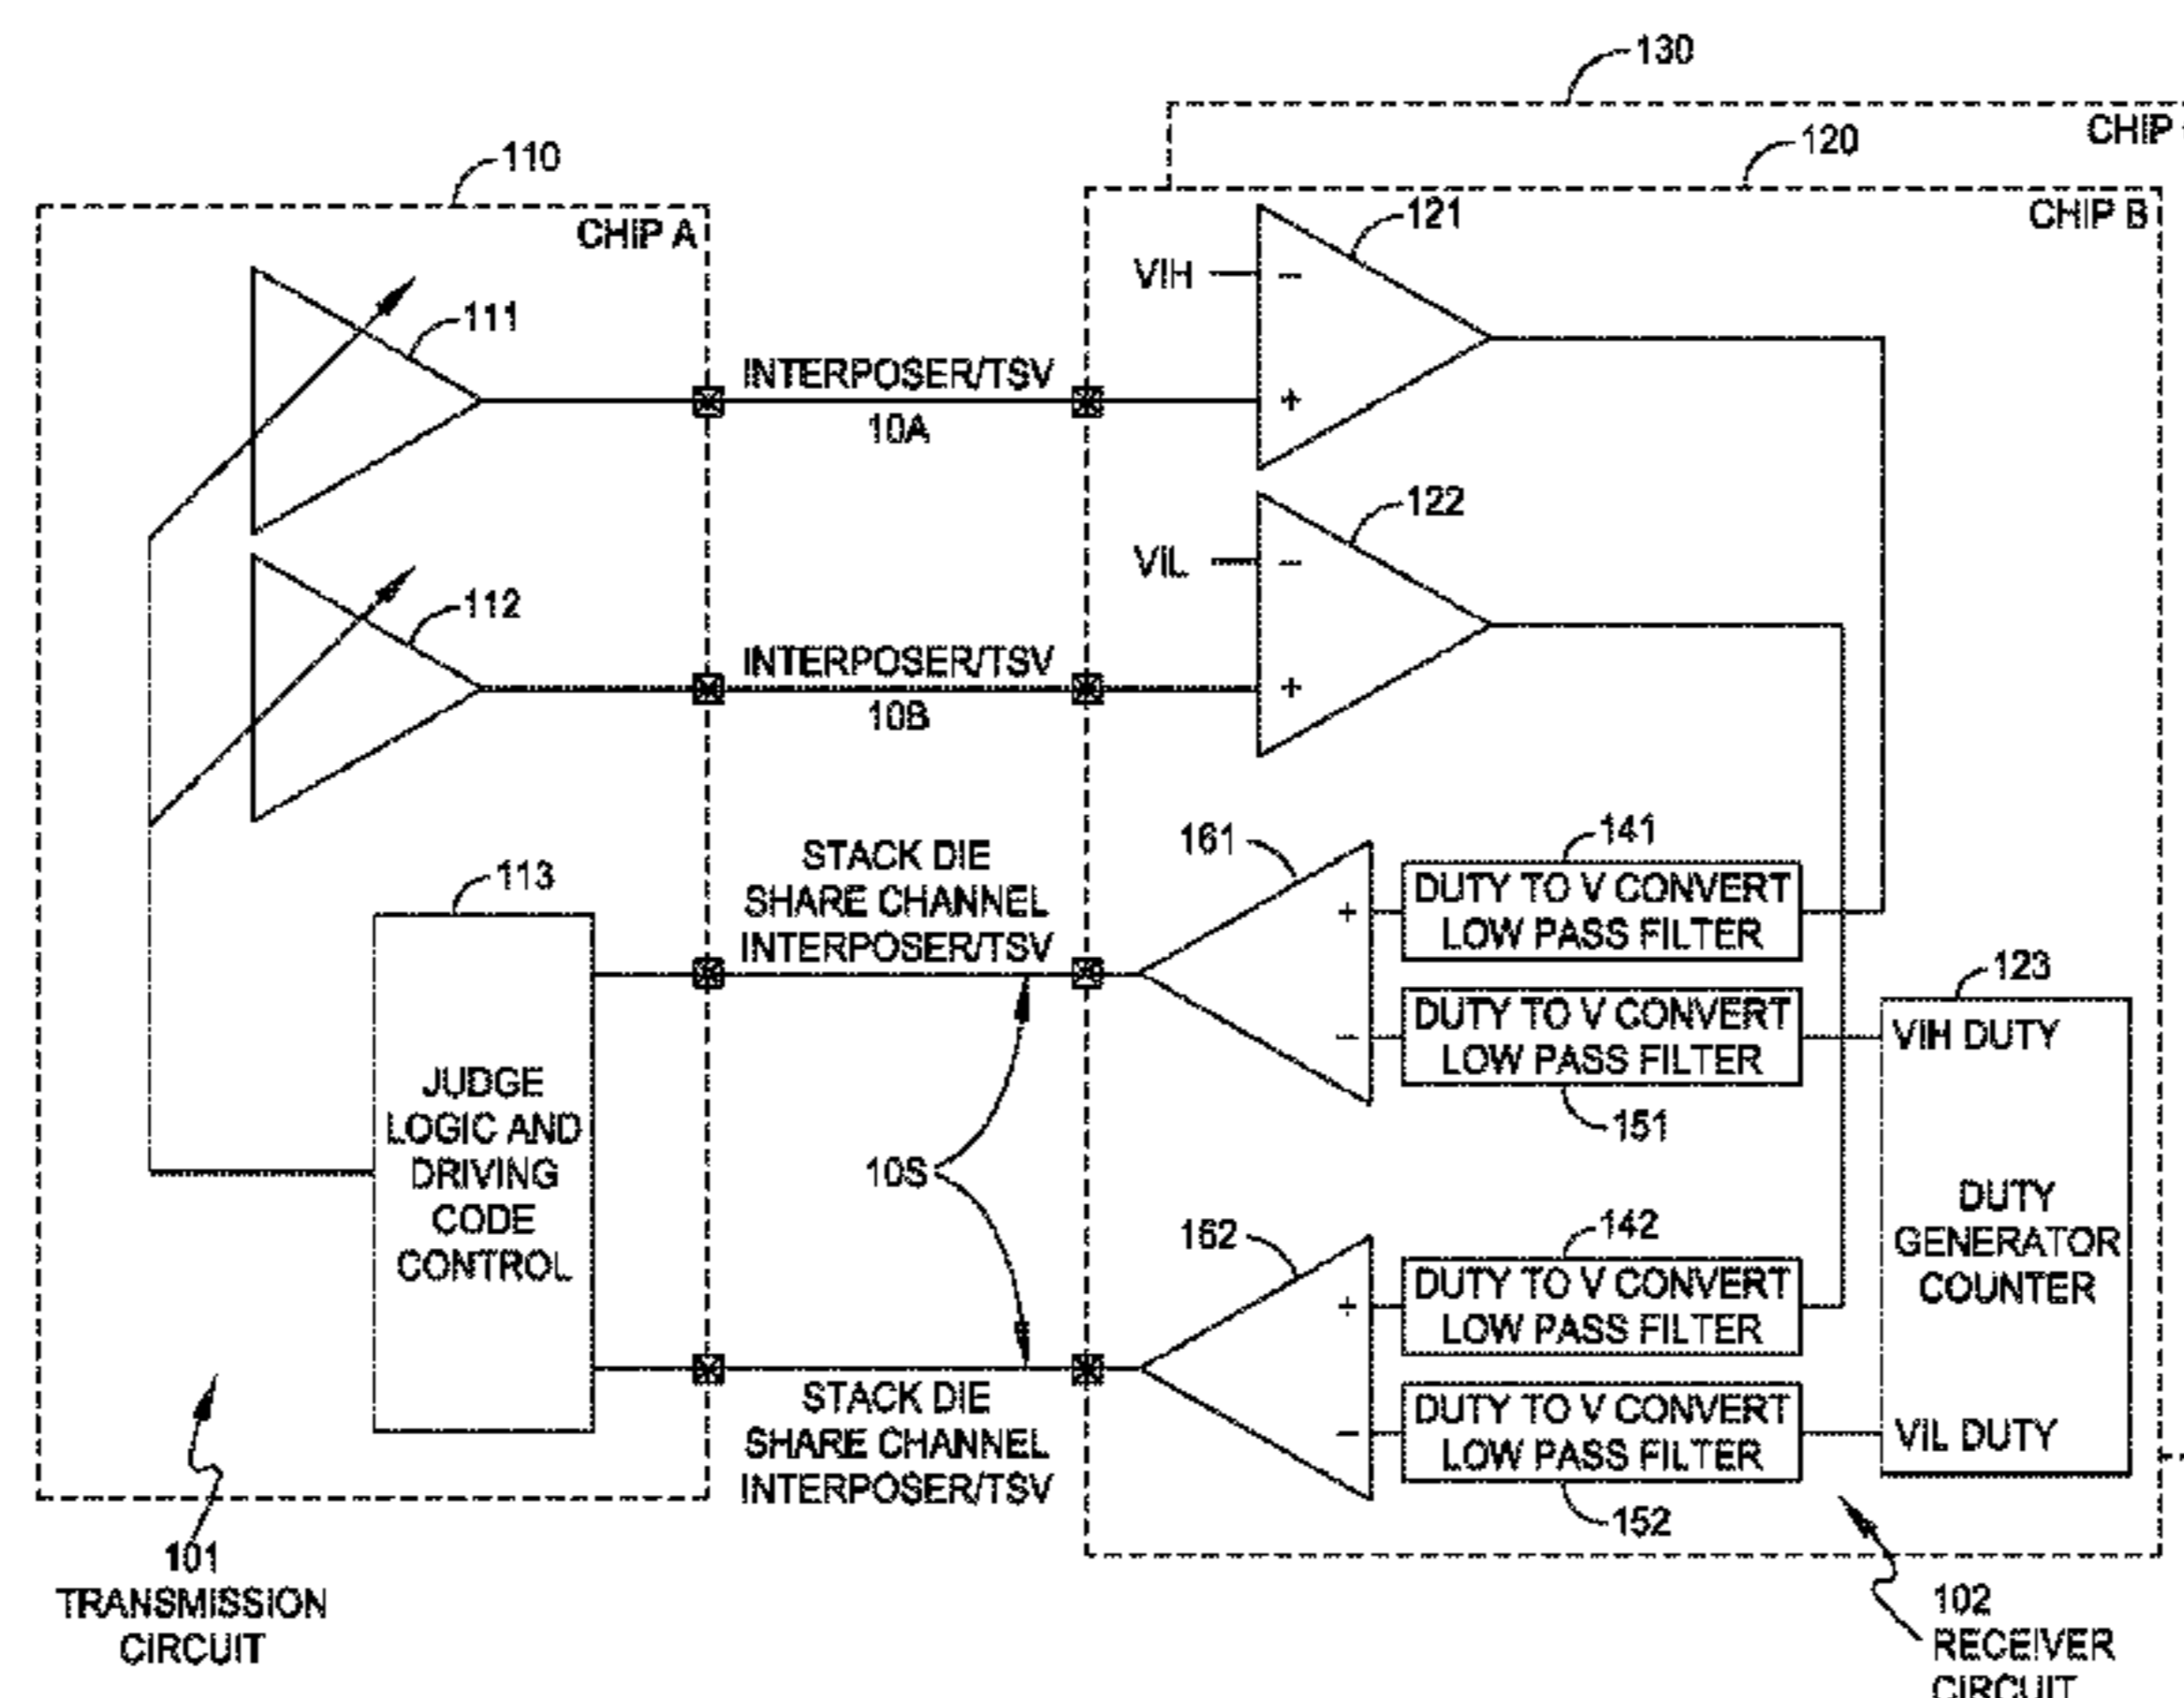 130
CHIP
120
CHIP B
110
CHIP A
111
INTERPOSER/TSV
10A
VIH
-
+
121
112
INTERPOSER/TSV
10B
VIL
-
+
122
113
JUDGE
LOGIC AND
DRIVING
CODE
CONTROL
STACK DIE
SHARE CHANNEL
INTERPOSER/TSV
161
+
-
141
DUTY TO V CONVERT
LOW PASS FILTER
DUTY TO V CONVERT
LOW PASS FILTER
151
123
VIH DUTY
DUTY
GENERATOR
COUNTER
VIL DUTY
10S
162
+
-
142
DUTY TO V CONVERT
LOW PASS FILTER
DUTY TO V CONVERT
LOW PASS FILTER
152
STACK DIE
SHARE CHANNEL
INTERPOSER/TSV
101
TRANSMISSION
CIRCUIT
102
RECEIVER
CIRCUIT